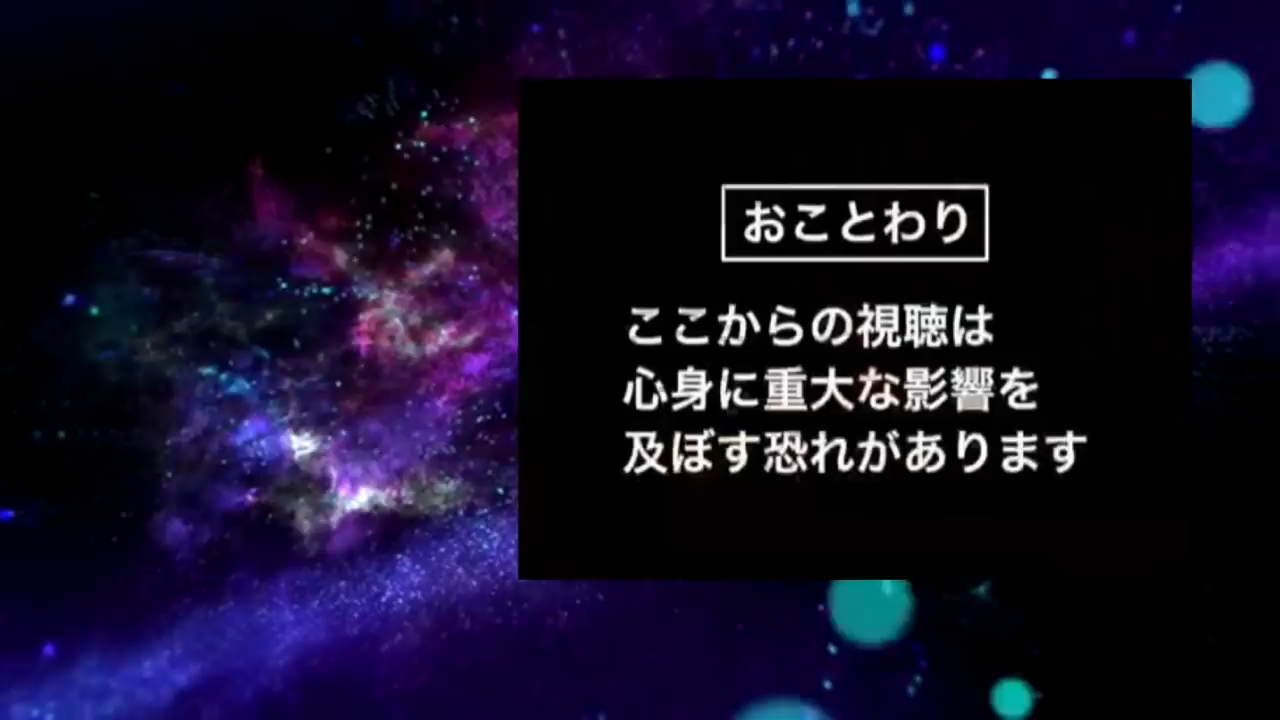 おことわり
ここからの視聴は
心身に重大な影響を
及ぼす恐れがあります